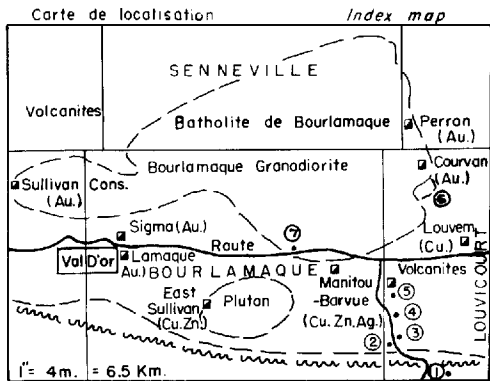 Carte de localisation Index map
SENNEVILLE
Volcanites
Batholite de Bourlamaque
Perron
(Au.)
Bourlamaque Granodiorite
Courvan
(Au.)
Sullivan Cons.
(Au.)
⑥
Sigma (Au.)
⑦
Louvem
(Cu.)
Route
Val D'or
Lamaque
Au.)
BOURLAMAQUE
Manitou
-Barvue
(Cu. Zn, Ag.)
Volcanites
LOUVICOURT
East
Sullivan
(Cu. Zn.)
Pluton
⑤
④
③
②
①
1" = 4m. = 6.5 Km.